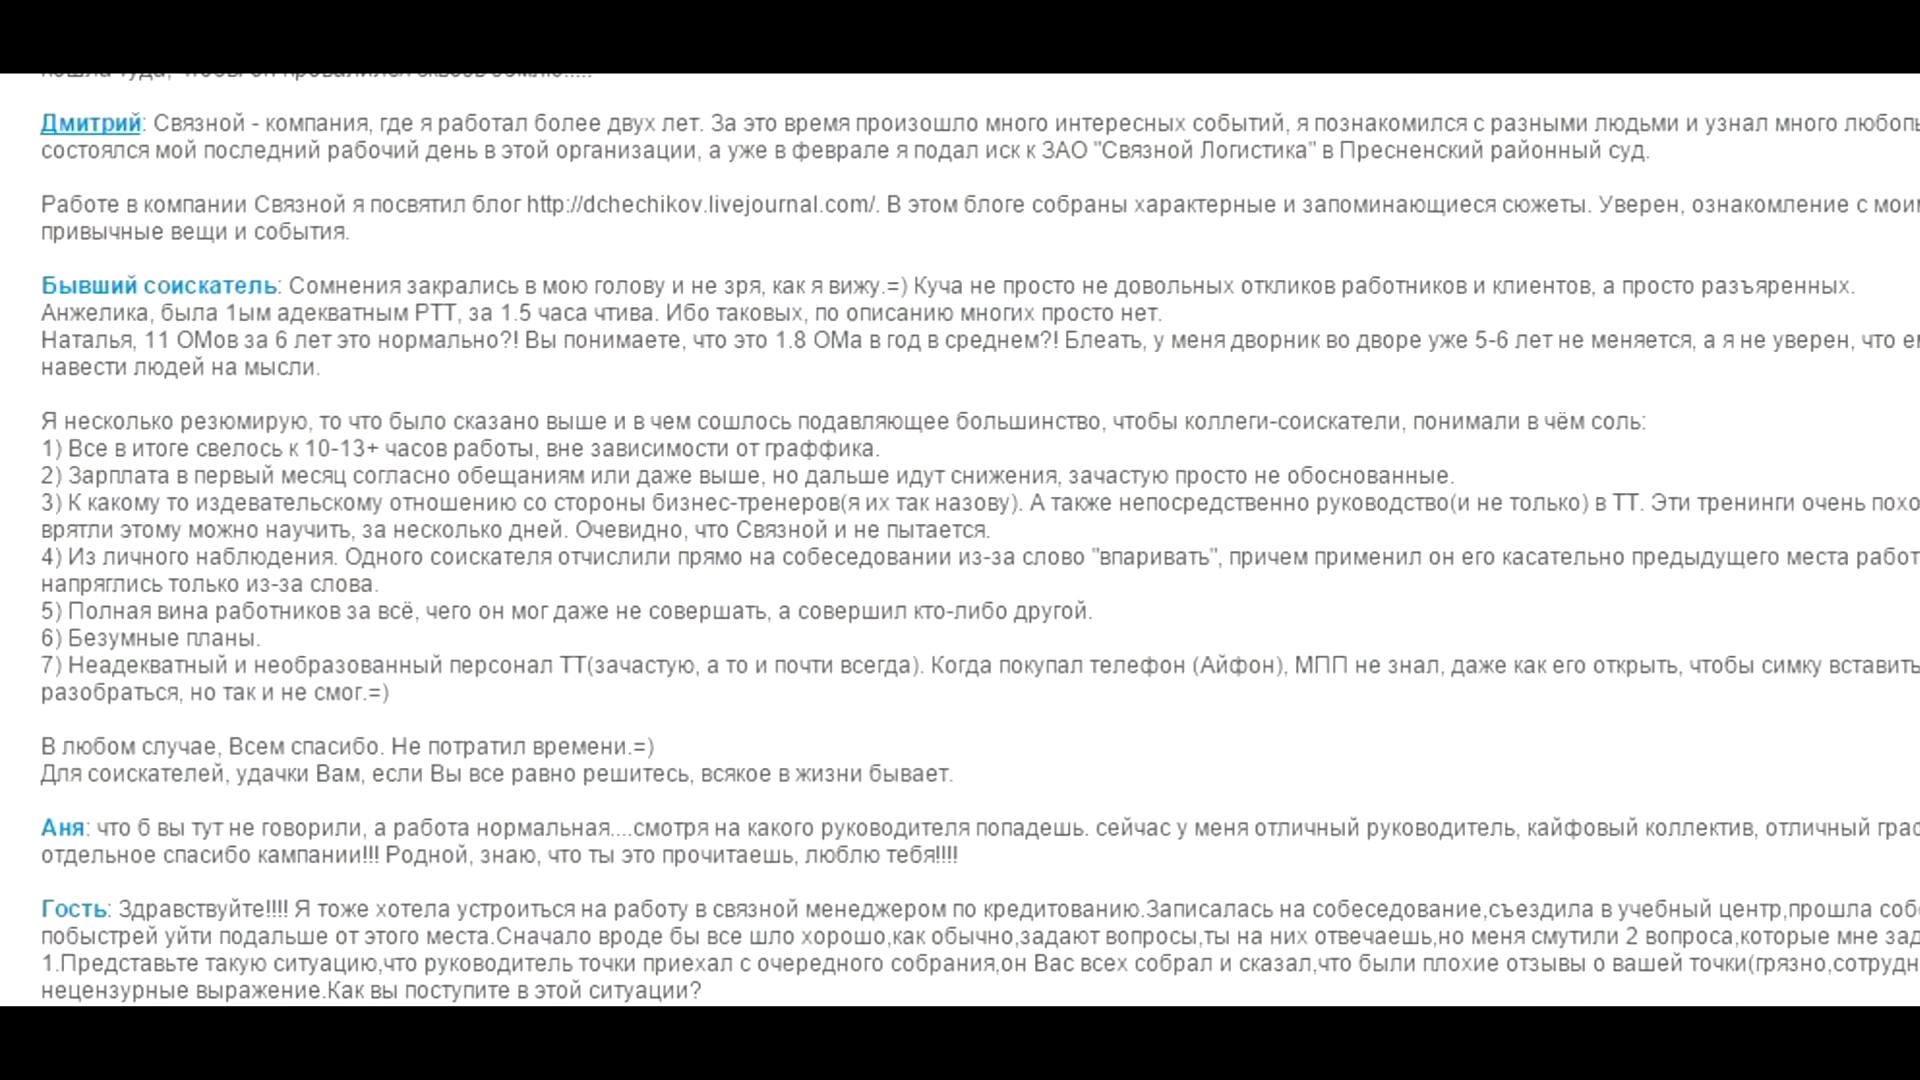 Дмитрий: Связной - компания, где я работал более двух лет. За это время произошло много интересных событий, я познакомился с разными людьми и узнал много
состоялся мой последний рабочий день в этой организации, а уже в феврале я подал иск к ЗАО "Связной Логистика" в Пресненский районный суд.
Работе в компании Связной я посвятил блог http://dchechikov.livejournal.com/. В этом блоге собраны характерные и запоминающиеся сюжеты. Уверен, ознакомление с
привычные вещи и события.
Бывший соискатель: Сомнения закрались в мою голову и не зря, как я вижу.=) Куча не просто не довольных откликов работников и клиентов, а просто разъяренных.
Анжелика, была 1ым адекватным РТТ, за 1.5 часа чтива. Ибо таковых, по описанию многих просто нет.
Наталья, 11 ОМов за 6 лет это нормально?! Вы понимаете, что это 1.8 ОМа в год в среднем?! Блеать, у меня дворник во дворе уже 5-6 лет не меняется, а я не уверен, что
навести людей на мысли.
Я несколько резюмирую, то что было сказано выше и в чем сошлось подавляющее большинство, чтобы коллеги-соискатели, понимали в чём соль:
1) Все в итоге свелось к 10-13+ часов работы, вне зависимости от граффика.
2) Зарплата в первый месяц согласно обещаниям или даже выше, но дальше идут снижения, зачастую просто не обоснованные.
3) К какому то издевательскому отношению со стороны бизнес-тренеров(я их так назову). А также непосредственно руководство(и не только) в ТТ. Эти тренинги очень
врятли этому можно научить, за несколько дней. Очевидно, что Связной и не пытается.
4) Из личного наблюдения. Одного соискателя отчислили прямо на собеседовании из-за слово "впаривать", причем применил он его касательно предыдущего места
напряглись только из-за слова.
5) Полная вина работников за всё, чего он мог даже не совершать, а совершил кто-либо другой.
6) Безумные планы.
7) Неадекватный и необразованный персонал ТТ(зачастую, а то и почти всегда). Когда покупал телефон (Айфон), МПП не знал, даже как его открыть, чтобы симку вставить
разобраться, но так и не смог.=)
В любом случае, Всем спасибо. Не потратил времени.=)
Для соискателей, удачки Вам, если Вы все равно решитесь, всякое в жизни бывает.
Аня: что б вы тут не говорили, а работа нормальная....смотря на какого руководителя попадешь. сейчас у меня отличный руководитель, кайфовый коллектив, отличный
отдельное спасибо кампании!!! Родной, знаю, что ты это прочитаешь, люблю тебя!!!!
Гость: Здравствуйте!!!! Я тоже хотела устроиться на работу в связной менеджером по кредитованию.Записалась на собеседование,съездила в учебный центр,прошла
побыстрей уйти подальше от этого места.Сначало вроде бы все шло хорошо,как обычно,задают вопросы,ты на них отвечаешь,но меня смутили 2 вопроса,которые мне
1.Представьте такую ситуацию,что руководитель точки приехал с очередного собрания,он Вас всех собрал и сказал,что были плохие отзывы о вашей точки(грязно,
нецензурные выражение.Как вы поступите в этой ситуации?